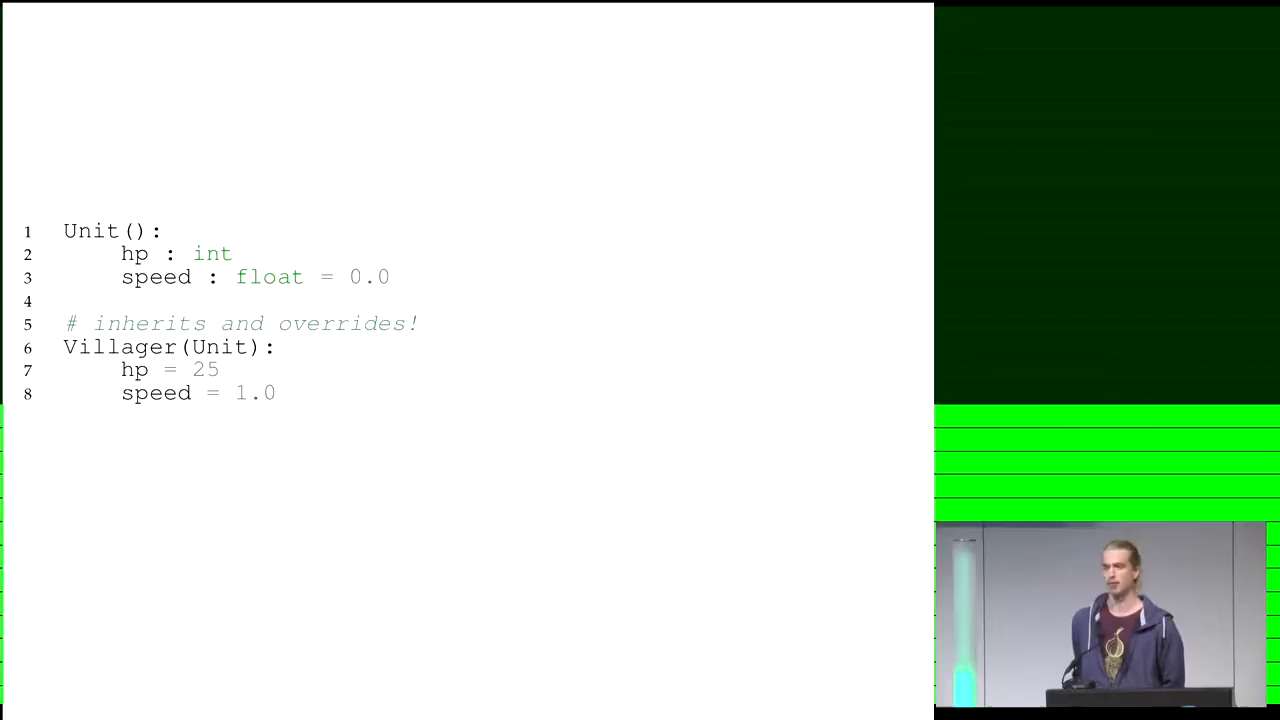 1 Unit():
2     hp : int
3     speed : float = 0.0
4
5 # inherits and overrides!
6 Villager(Unit):
7     hp = 25
8     speed = 1.0